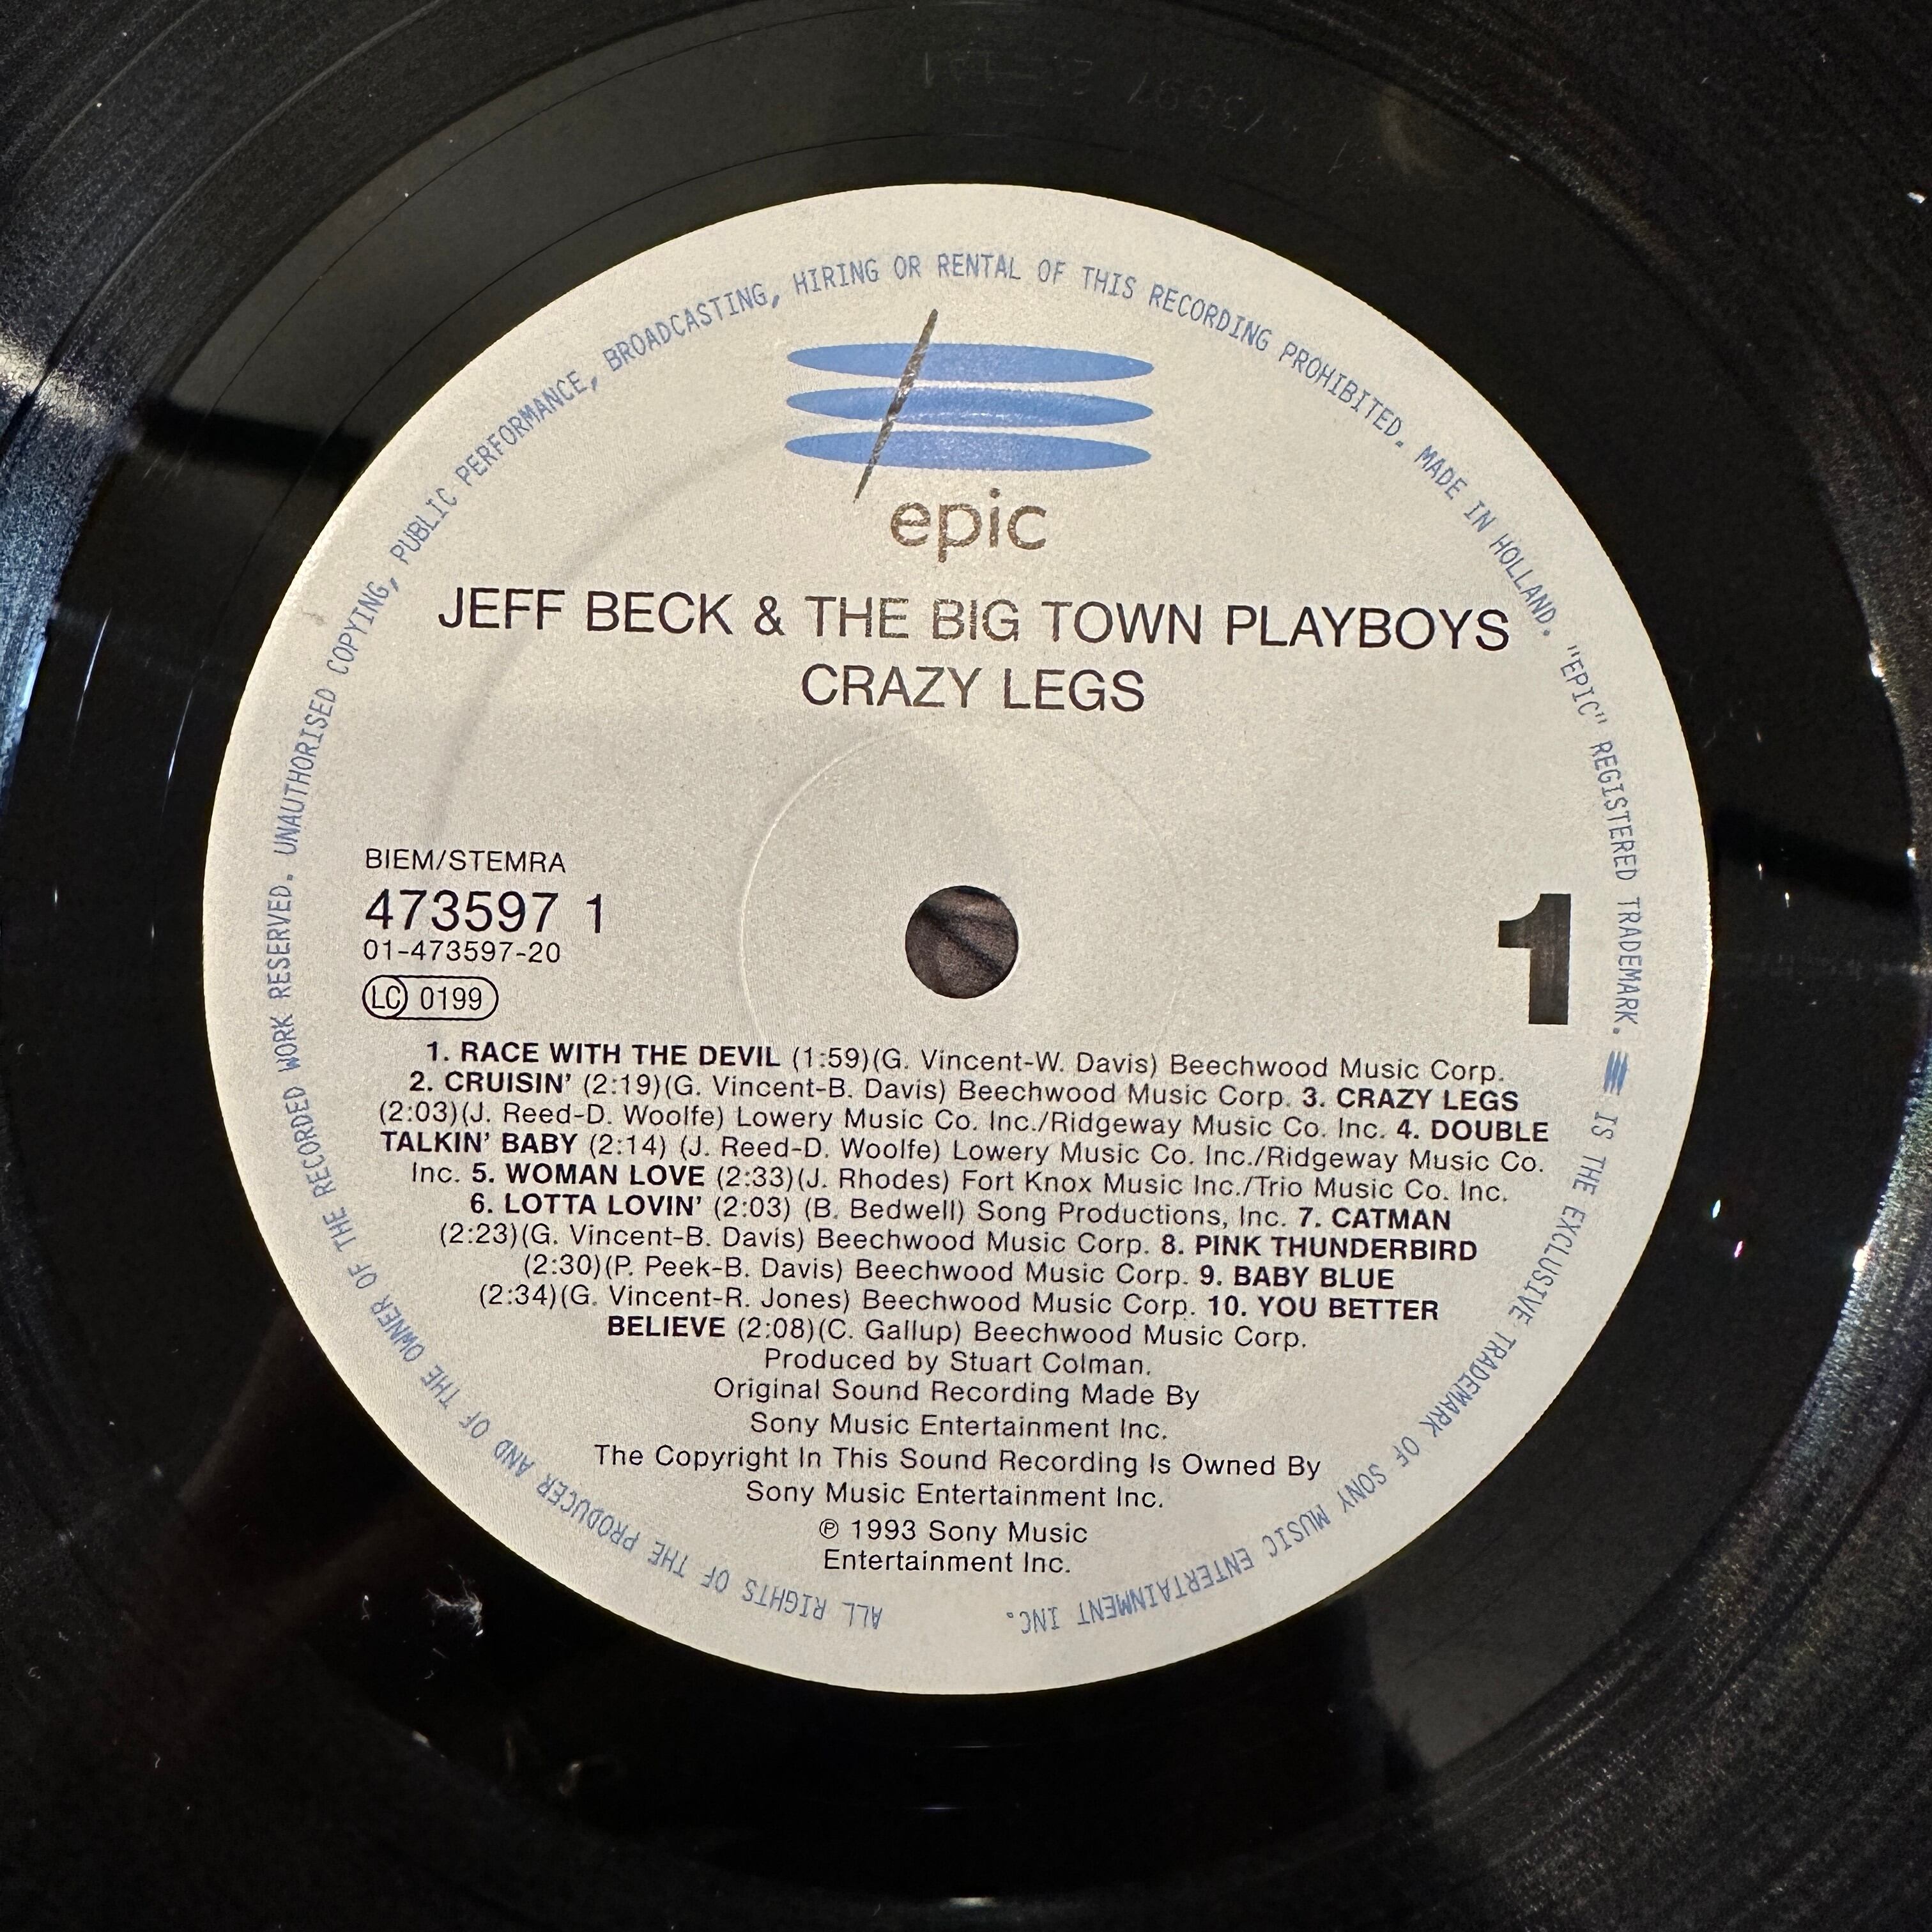 ALL RIGHTS OF THE PRODUCER AND OF THE OWNER OF THE RECORDED WORK RESERVED. UNAUTHORISED COPYING, PUBLIC PERFORMANCE, BROADCASTING, HIRING OR RENTAL OF THIS RECORDING PROHIBITED. MADE IN HOLLAND. "EPIC" REGISTERED TRADEMARK. IS THE EXCLUSIVE TRADEMARK OF SONY MUSIC ENTERTAINMENT INC.
epic
JEFF BECK & THE BIG TOWN PLAYBOYS
CRAZY LEGS
BIEM/STEMRA
473597 1
01-473597-20
LC 0199
1
1. RACE WITH THE DEVIL (1:59)(G. Vincent-W. Davis) Beechwood Music Corp.
2. CRUISIN' (2:19)(G. Vincent-B. Davis) Beechwood Music Corp. 3. CRAZY LEGS
(2:03)(J. Reed-D. Woolfe) Lowery Music Co. Inc./Ridgeway Music Co. Inc. 4. DOUBLE
TALKIN' BABY (2:14) (J. Reed-D. Woolfe) Lowery Music Co. Inc./Ridgeway Music Co.
Inc. 5. WOMAN LOVE (2:33)(J. Rhodes) Fort Knox Music Inc./Trio Music Co. Inc.
6. LOTTA LOVIN' (2:03) (B. Bedwell) Song Productions, Inc. 7. CATMAN
(2:23)(G. Vincent-B. Davis) Beechwood Music Corp. 8. PINK THUNDERBIRD
(2:30)(P. Peek-B. Davis) Beechwood Music Corp. 9. BABY BLUE
(2:34)(G. Vincent-R. Jones) Beechwood Music Corp. 10. YOU BETTER
BELIEVE (2:08)(C. Gallup) Beechwood Music Corp.
Produced by Stuart Colman.
Original Sound Recording Made By
Sony Music Entertainment Inc.
The Copyright In This Sound Recording Is Owned By
Sony Music Entertainment Inc.
℗ 1993 Sony Music
Entertainment Inc.